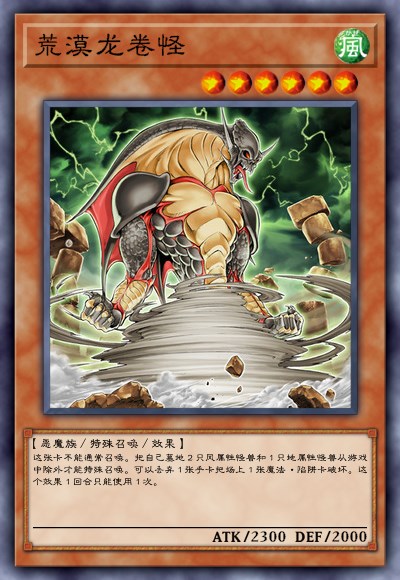 荒漠龙卷怪
風
【恶魔族／特殊召唤／效果】
这张卡不能通常召唤。把自己墓地2只风属性怪兽和1只地属性怪兽从游戏
中除外才能特殊召唤。可以丢弃1张手卡把场上1张魔法·陷阱卡破坏。这
个效果1回合只能使用1次。
ATK/2300 DEF/2000